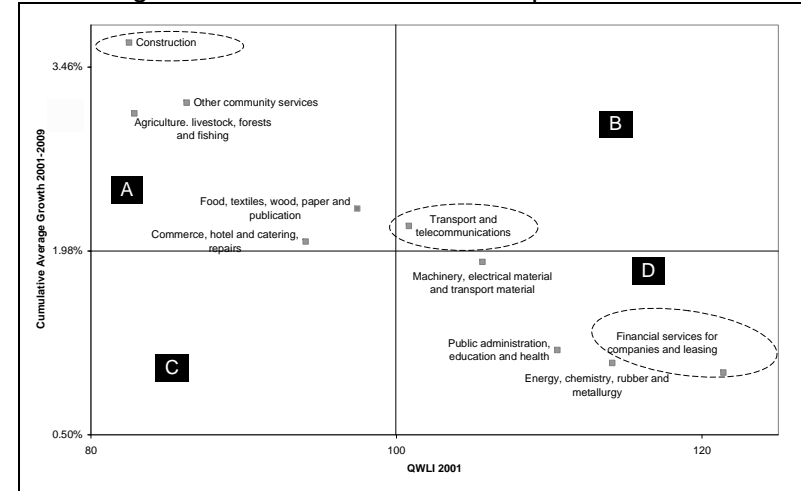 Construction
3.46%
Other community services
Agriculture. livestock, forests
and fishing
B
A
Food, textiles, wood, paper and
publication
Transport and
telecommunications
Commerce, hotel and catering,
repairs
1.98%
D
Machinery, electrical material
and transport material
Public administration,
education and health
Financial services for
companies and leasing
C
Energy, chemistry, rubber and
metallurgy
0.50%
80
100
120
QWLI 2001
Cumulative Average Growth 2001-2009